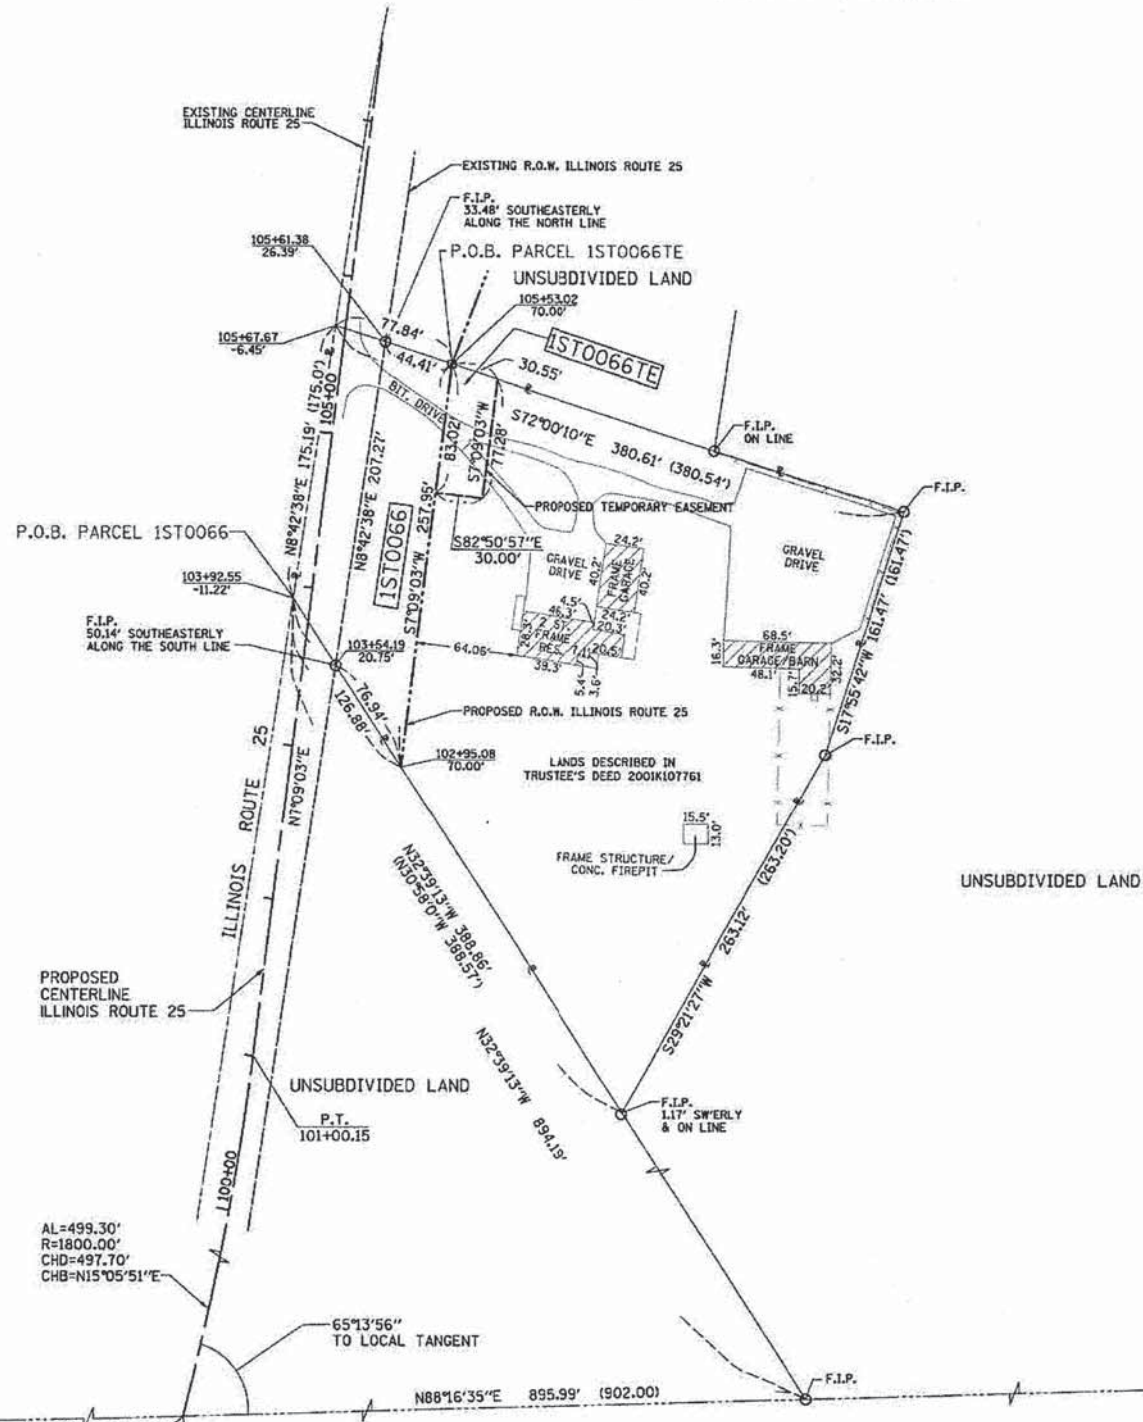 EXISTING CENTERLINE
ILLINOIS ROUTE 25
EXISTING R.O.W. ILLINOIS ROUTE 25
F.I.P.
33.48' SOUTHEASTERLY
ALONG THE NORTH LINE
105+61.38
26.39'
P.O.B. PARCEL 1ST0066TE
UNSUBDIVIDED LAND
105+53.02
70.00'
77.84'
1ST0066TE
105+67.67
-6.45'
44.41'
30.55'
BIT. DRIVE
S72°00'10"E 380.61' (380.54')
F.I.P.
ON LINE
N8°42'38"E 175.19' (175.0')
105+00
N8°42'38"E 207.27'
83.02'
S7°09'03"W
77.28'
F.I.P.
PROPOSED TEMPORARY EASEMENT
P.O.B. PARCEL 1ST0066
1ST0066
S7°09'03"W 257.95'
S82°50'57"E
30.00'
GRAVEL
DRIVE
24.2'
40.2'
FRAME
GARAGE
40.2'
24.2'
GRAVEL
DRIVE
S17°55'42"W 161.47' (161.47')
103+92.55
-11.22'
4.5'
46.3'
20.3'
28.3'
2 ST.
FRAME
RES.
7.1'
20.5'
39.3'
5.4'
3.6'
64.06'
F.I.P.
50.14' SOUTHEASTERLY
ALONG THE SOUTH LINE
103+54.19
20.75'
68.5'
16.3'
FRAME
GARAGE/BARN
48.1'
15.7'
20.2'
32.2'
76.94'
126.88'
PROPOSED R.O.W. ILLINOIS ROUTE 25
F.I.P.
102+95.08
70.00'
LANDS DESCRIBED IN
TRUSTEE'S DEED 2001K107761
ILLINOIS ROUTE 25
N7°09'03"E
15.5'
13.0'
FRAME STRUCTURE/
CONC. FIREPIT
N32°39'13"W 388.86'
(N30°58'0"W 388.57')
S29°21'27"W 263.12' (263.20')
UNSUBDIVIDED LAND
PROPOSED
CENTERLINE
ILLINOIS ROUTE 25
N32°39'13"W 894.19'
UNSUBDIVIDED LAND
P.T.
101+00.15
F.I.P.
1.17' SW'ERLY
& ON LINE
100+00
AL=499.30'
R=1800.00'
CHD=497.70'
CHB=N15°05'51"E
65°13'56"
TO LOCAL TANGENT
N88°16'35"E 895.99' (902.00)
F.I.P.